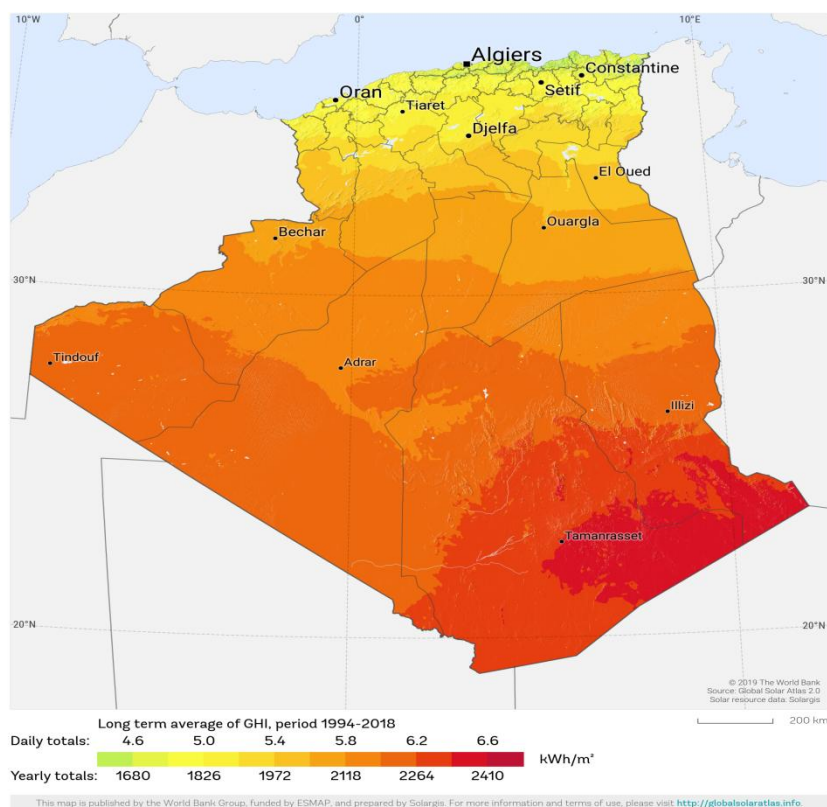 10°W 0° 10°E
Algiers
Constantine
Oran
Setif
Tiaret
Djelfa
El Oued
Ouargla
Bechar
30°N 30°N
Tindouf
Adrar
Illizi
Tamanrasset
20°N 20°N
© 2019 The World Bank
Source: Global Solar Atlas 2.0
Solar resource data: Solargis
Long term average of GHI, period 1994-2018
200 km
Daily totals: 4.6 5.0 5.4 5.8 6.2 6.6
kWh/m²
Yearly totals: 1680 1826 1972 2118 2264 2410
This map is published by the World Bank Group, funded by ESMAP, and prepared by Solargis. For more information and terms of use, please visit http://globalsolaratlas.info.